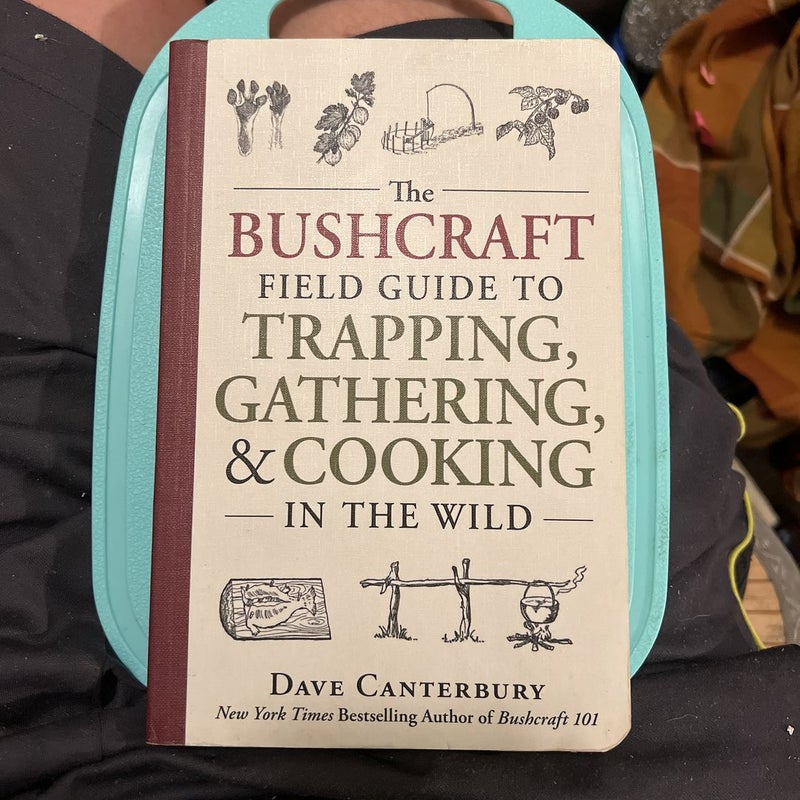 The
BUSHCRAFT
FIELD GUIDE TO
TRAPPING,
GATHERING,
& COOKING
IN THE WILD
DAVE CANTERBURY
New York Times Bestselling Author of Bushcraft 101